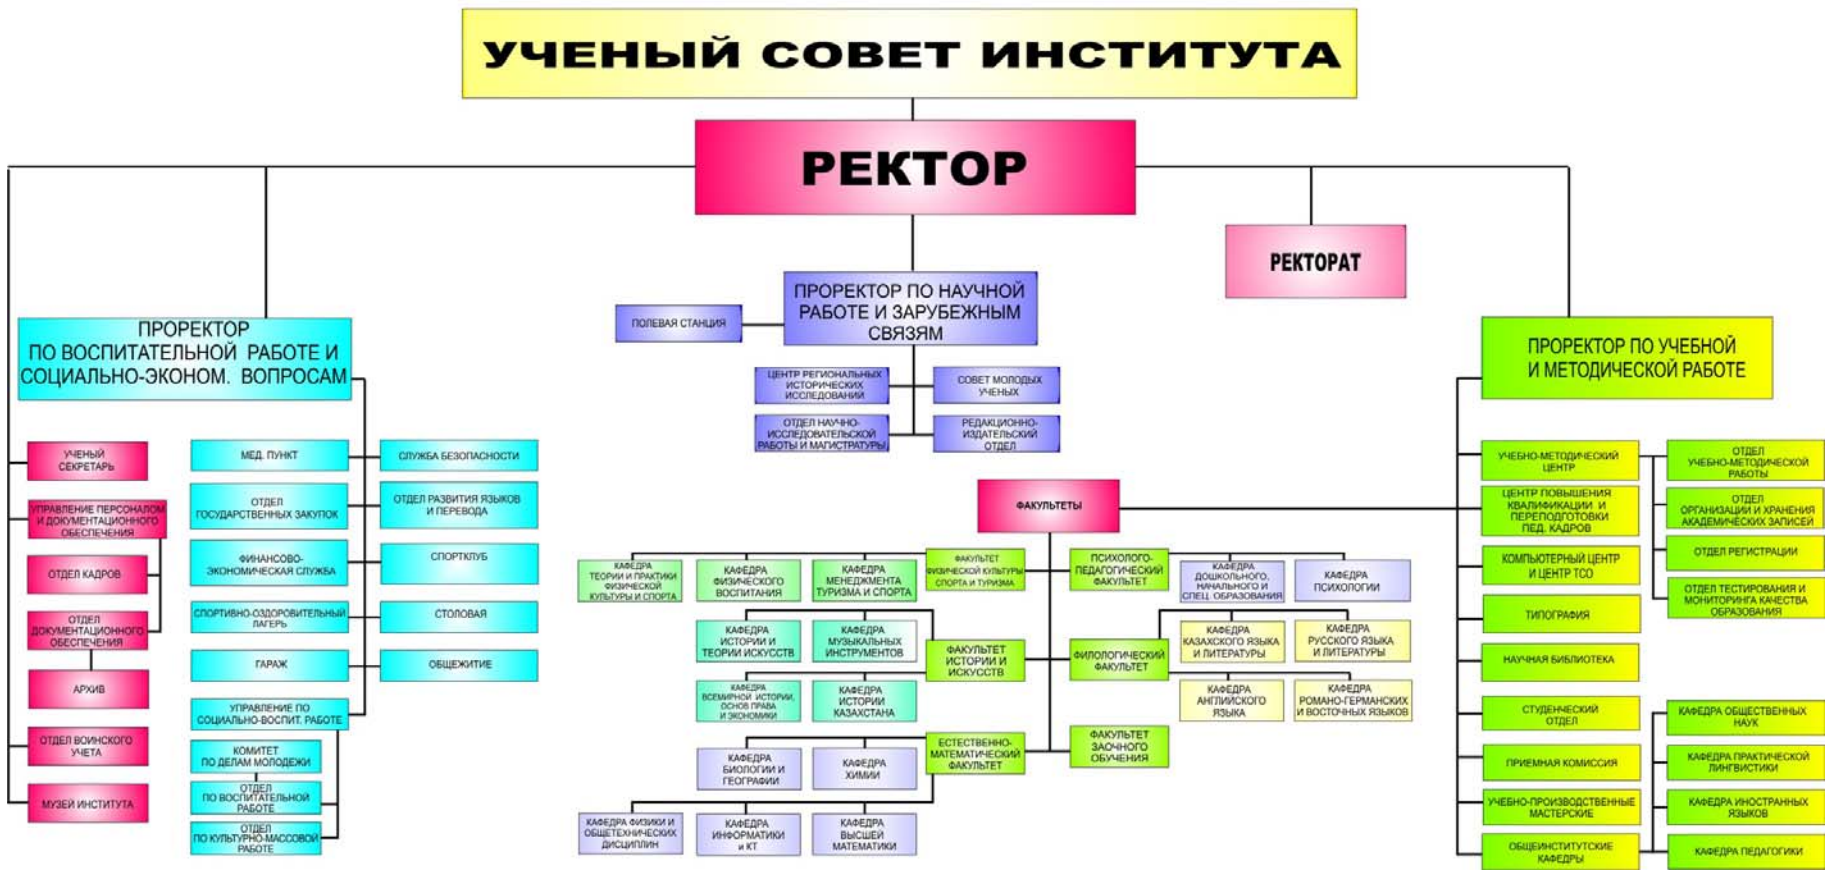 УЧЕНЫЙ СОВЕТ ИНСТИТУТА
РЕКТОР
РЕКТОРАТ
ПРОРЕКТОР
ПО ВОСПИТАТЕЛЬНОЙ РАБОТЕ И
СОЦИАЛЬНО-ЭКОНОМ. ВОПРОСАМ
ПОЛЕВАЯ СТАНЦИЯ
ПРОРЕКТОР ПО НАУЧНОЙ
РАБОТЕ И ЗАРУБЕЖНЫМ
СВЯЗЯМ
ПРОРЕКТОР ПО УЧЕБНОЙ
И МЕТОДИЧЕСКОЙ РАБОТЕ
ЦЕНТР РЕГИОНАЛЬНЫХ
ИСТОРИЧЕСКИХ
ИССЛЕДОВАНИЙ
СОВЕТ МОЛОДЫХ
УЧЕНЫХ
ОТДЕЛ НАУЧНО-
ИССЛЕДОВАТЕЛЬСКОЙ
РАБОТЫ И МАГИСТРАТУРЫ
РЕДАКЦИОННО-
ИЗДАТЕЛЬСКИЙ
ОТДЕЛ
УЧЕНЫЙ
СЕКРЕТАРЬ
УПРАВЛЕНИЕ ПЕРСОНАЛОМ
И ДОКУМЕНТАЦИОННОГО
ОБЕСПЕЧЕНИЯ
ОТДЕЛ КАДРОВ
ОТДЕЛ
ДОКУМЕНТАЦИОННОГО
ОБЕСПЕЧЕНИЯ
АРХИВ
ОТДЕЛ ВОИНСКОГО
УЧЕТА
МУЗЕЙ ИНСТИТУТА
МЕД. ПУНКТ
СЛУЖБА БЕЗОПАСНОСТИ
ОТДЕЛ
ГОСУДАРСТВЕННЫХ ЗАКУПОК
ОТДЕЛ РАЗВИТИЯ ЯЗЫКОВ
И ПЕРЕВОДА
ФИНАНСОВО-
ЭКОНОМИЧЕСКАЯ СЛУЖБА
СПОРТКЛУБ
СПОРТИВНО-ОЗДОРОВИТЕЛЬНЫЙ
ЛАГЕРЬ
СТОЛОВАЯ
ГАРАЖ
ОБЩЕЖИТИЕ
УПРАВЛЕНИЕ ПО
СОЦИАЛЬНО-ВОСПИТ. РАБОТЕ
КОМИТЕТ
ПО ДЕЛАМ МОЛОДЕЖИ
ОТДЕЛ
ПО ВОСПИТАТЕЛЬНОЙ
РАБОТЕ
ОТДЕЛ
ПО КУЛЬТУРНО-МАССОВОЙ
РАБОТЕ
ФАКУЛЬТЕТЫ
КАФЕДРА
ТЕОРИИ И ПРАКТИКИ
ФИЗИЧЕСКОЙ
КУЛЬТУРЫ И СПОРТА
КАФЕДРА
ФИЗИЧЕСКОГО
ВОСПИТАНИЯ
КАФЕДРА
МЕНЕДЖМЕНТА
ТУРИЗМА И СПОРТА
ФАКУЛЬТЕТ
ФИЗИЧЕСКОЙ КУЛЬТУРЫ
СПОРТА И ТУРИЗМА
ПСИХОЛОГО-
ПЕДАГОГИЧЕСКИЙ
ФАКУЛЬТЕТ
КАФЕДРА
ДОШКОЛЬНОГО,
НАЧАЛЬНОГО И
СПЕЦ. ОБРАЗОВАНИЯ
КАФЕДРА
ПСИХОЛОГИИ
КАФЕДРА
ИСТОРИИ И
ТЕОРИИ ИСКУССТВ
КАФЕДРА
МУЗЫКАЛЬНЫХ
ИНСТРУМЕНТОВ
ФАКУЛЬТЕТ
ИСТОРИИ И
ИСКУССТВ
ФИЛОЛОГИЧЕСКИЙ
ФАКУЛЬТЕТ
КАФЕДРА
КАЗАХСКОГО ЯЗЫКА
И ЛИТЕРАТУРЫ
КАФЕДРА
РУССКОГО ЯЗЫКА
И ЛИТЕРАТУРЫ
КАФЕДРА
ВСЕМИРНОЙ ИСТОРИИ,
ОСНОВ ПРАВА
И ЭКОНОМИКИ
КАФЕДРА
ИСТОРИИ
КАЗАХСТАНА
КАФЕДРА
АНГЛИЙСКОГО
ЯЗЫКА
КАФЕДРА
РОМАНО-ГЕРМАНСКИХ
И ВОСТОЧНЫХ ЯЗЫКОВ
КАФЕДРА
БИОЛОГИИ И
ГЕОГРАФИИ
КАФЕДРА
ХИМИИ
ЕСТЕСТВЕННО-
МАТЕМАТИЧЕСКИЙ
ФАКУЛЬТЕТ
ФАКУЛЬТЕТ
ЗАОЧНОГО
ОБУЧЕНИЯ
КАФЕДРА ФИЗИКИ И
ОБЩЕТЕХНИЧЕСКИХ
ДИСЦИПЛИН
КАФЕДРА
ИНФОРМАТИКИ
и КТ
КАФЕДРА
ВЫСШЕЙ
МАТЕМАТИКИ
УЧЕБНО-МЕТОДИЧЕСКИЙ
ЦЕНТР
ОТДЕЛ
УЧЕБНО-МЕТОДИЧЕСКОЙ
РАБОТЫ
ЦЕНТР ПОВЫШЕНИЯ
КВАЛИФИКАЦИИ И
ПЕРЕПОДГОТОВКИ
ПЕД. КАДРОВ
ОТДЕЛ
ОРГАНИЗАЦИИ И ХРАНЕНИЯ
АКАДЕМИЧЕСКИХ ЗАПИСЕЙ
КОМПЬЮТЕРНЫЙ ЦЕНТР
И ЦЕНТР ТСО
ОТДЕЛ РЕГИСТРАЦИИ
ТИПОГРАФИЯ
ОТДЕЛ ТЕСТИРОВАНИЯ И
МОНИТОРИНГА КАЧЕСТВА
ОБРАЗОВАНИЯ
НАУЧНАЯ БИБЛИОТЕКА
СТУДЕНЧЕСКИЙ
ОТДЕЛ
КАФЕДРА ОБЩЕСТВЕННЫХ
НАУК
ПРИЕМНАЯ КОМИССИЯ
КАФЕДРА ПРАКТИЧЕСКОЙ
ЛИНГВИСТИКИ
УЧЕБНО-ПРОИЗВОДСТВЕННЫЕ
МАСТЕРСКИЕ
КАФЕДРА ИНОСТРАННЫХ
ЯЗЫКОВ
ОБЩЕИНСТИТУТСКИЕ
КАФЕДРЫ
КАФЕДРА ПЕДАГОГИКИ